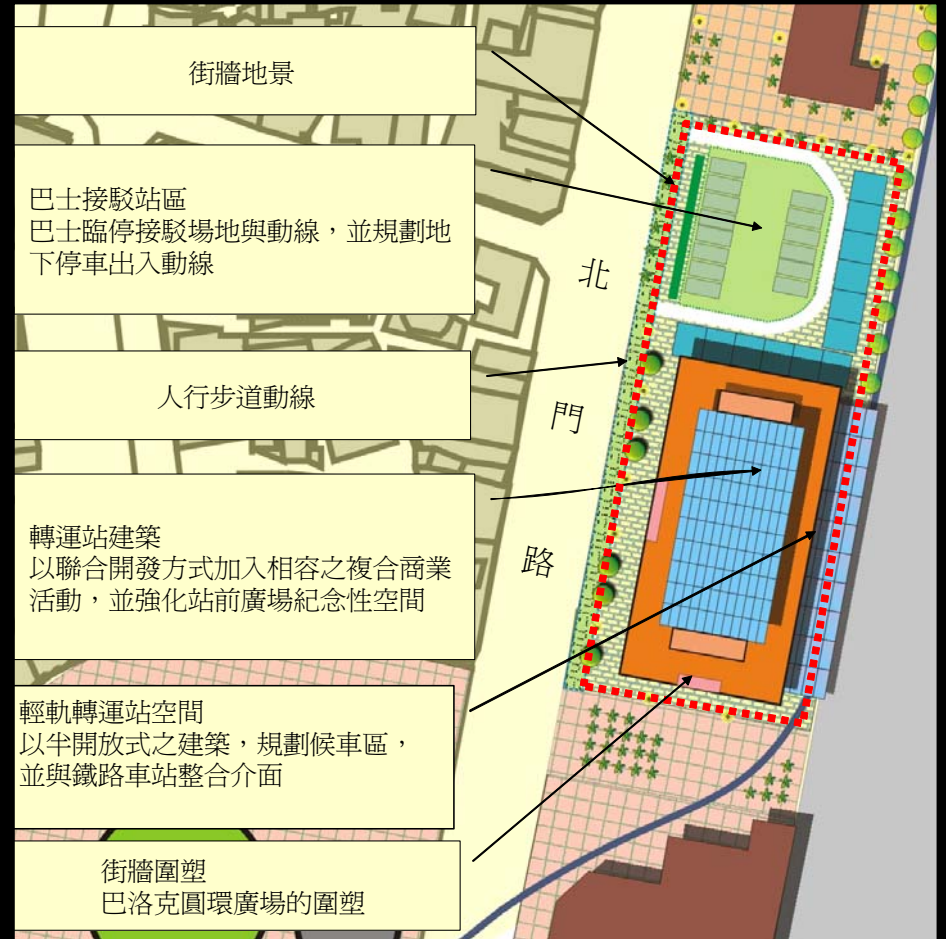 街牆地景
巴士接駁站區
巴士臨停接駁場地與動線，並規劃地
下停車出入動線
人行步道動線
轉運站建築
以聯合開發方式加入相容之複合商業
活動，並強化站前廣場紀念性空間
輕軌轉運站空間
以半開放式之建築，規劃候車區，
並與鐵路車站整合介面
街牆圍塑
巴洛克圓環廣場的圍塑
北
門
路